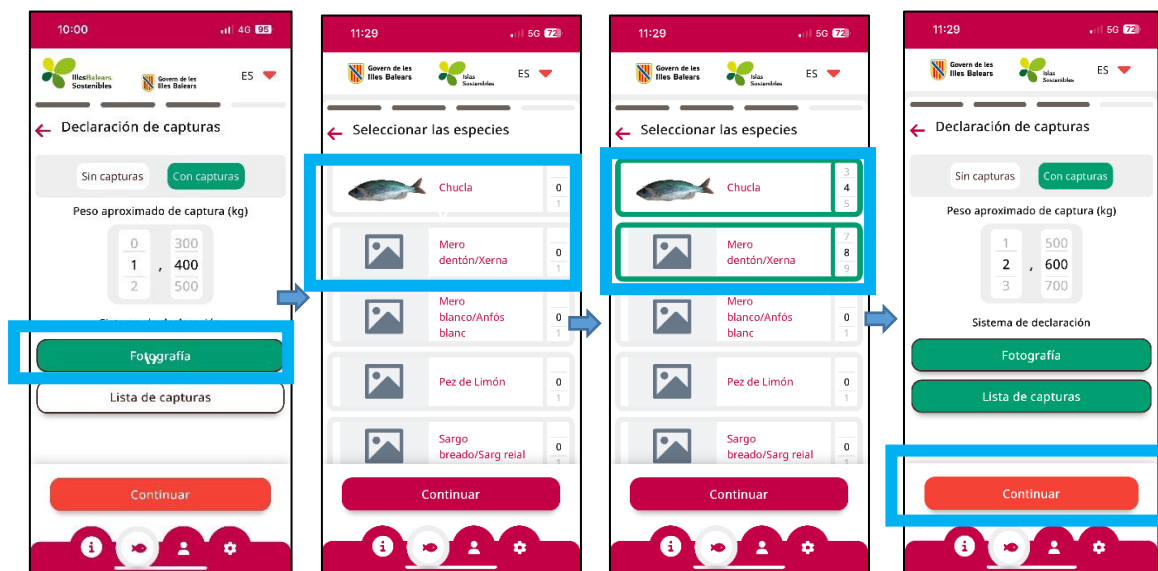 10:00
4G 95
IllesBalears
Sostenibles
Govern de les
Illes Balears
ES
Declaración de capturas
Sin capturas
Con capturas
Peso aproximado de captura (kg)
0 300
1 , 400
2 500
Fotografía
Lista de capturas
Continuar
11:29
5G 72
Govern de les
Illes Balears
Islas
Sostenibles
ES
Seleccionar las especies
Chucla
0
1
Mero
dentón/Xerna
0
1
Mero
blanco/Anfós
blanc
0
1
Pez de Limón
0
1
Sargo
breado/Sarg reial
0
Continuar
11:29
5G 72
Govern de les
Illes Balears
Islas
Sostenibles
ES
Seleccionar las especies
Chucla
3
4
5
Mero
dentón/Xerna
7
8
9
Mero
blanco/Anfós
blanc
0
1
Pez de Limón
0
1
Sargo
breado/Sarg reial
0
Continuar
11:29
5G 72
Govern de les
Illes Balears
Islas
Sostenibles
ES
Declaración de capturas
Sin capturas
Con capturas
Peso aproximado de captura (kg)
1 500
2 , 600
3 700
Sistema de declaración
Fotografía
Lista de capturas
Continuar